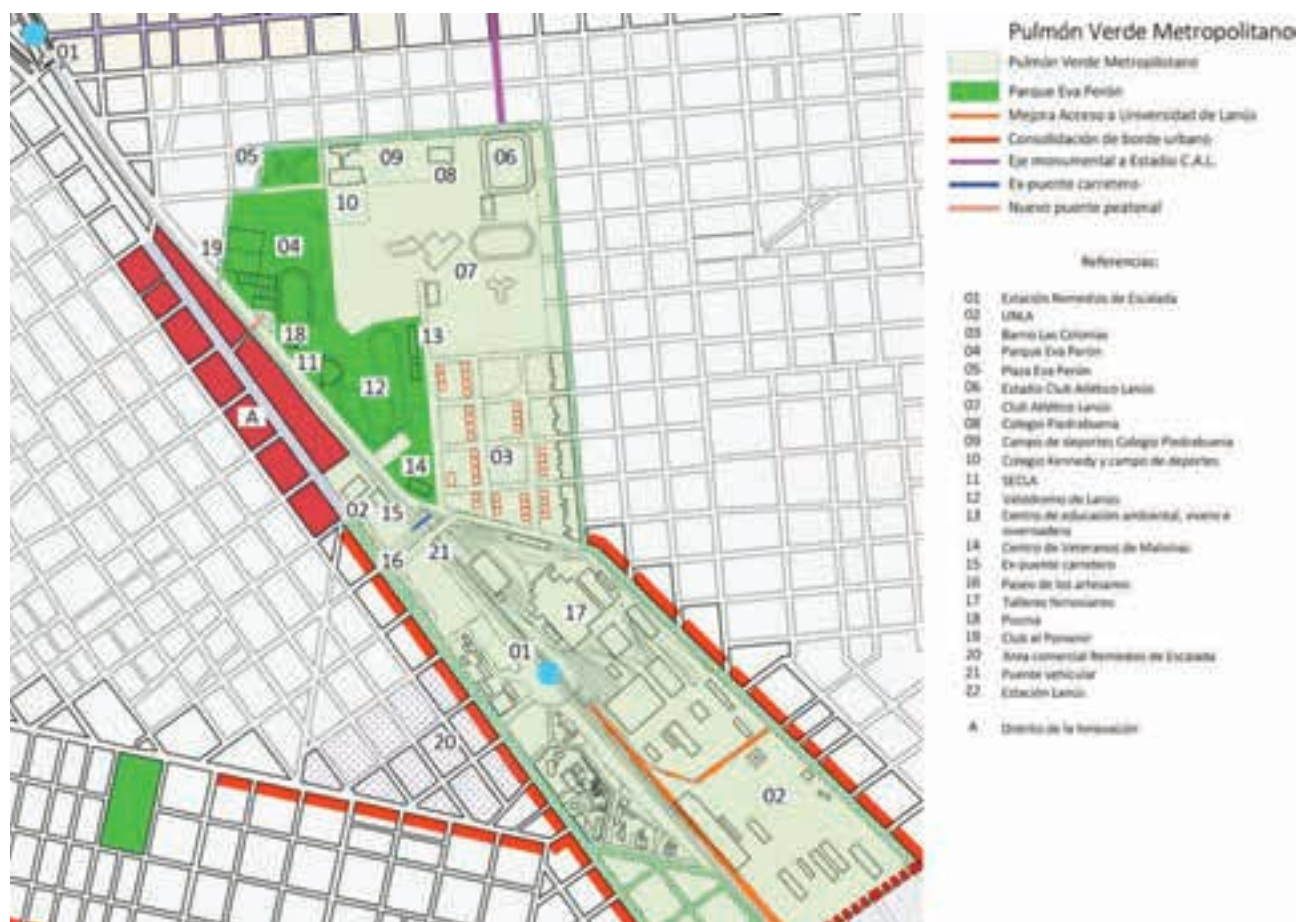 Pulmón Verde Metropolitano
Pulmón Verde Metropolitano
Parque Eva Perón
Mejora Acceso a Universidad de Lanús
Consolidación de borde urbano
Eje monumental a Estadio C.A.L.
Ex-puente carretero
Nuevo puente peatonal
Referencias:
01 Estación Remedios de Escalada
02 UNLA
03 Barrio Las Colonias
04 Parque Eva Perón
05 Plaza Eva Perón
06 Estadio Club Atlético Lanús
07 Club Atlético Lanús
08 Colegio Piedrabuena
09 Campo de deportes Colegio Piedrabuena
10 Colegio Kennedy y campo de deportes
11 SECLA
12 Velódromo de Lanús
13 Centro de educación ambiental, vivero e
invernadero
14 Centro de Veteranos de Malvinas
15 Ex-puente carretero
16 Paseo de los artesanos
17 Talleres ferroviarios
18 Piscina
19 Club el Porvenir
20 Área comercial Remedios de Escalada
21 Puente vehicular
22 Estación Lanús
A Distrito de la Innovación
01
05
09
08
06
10
19
04
07
18
13
11
12
A
03
14
02
15
21
16
17
01
20
02